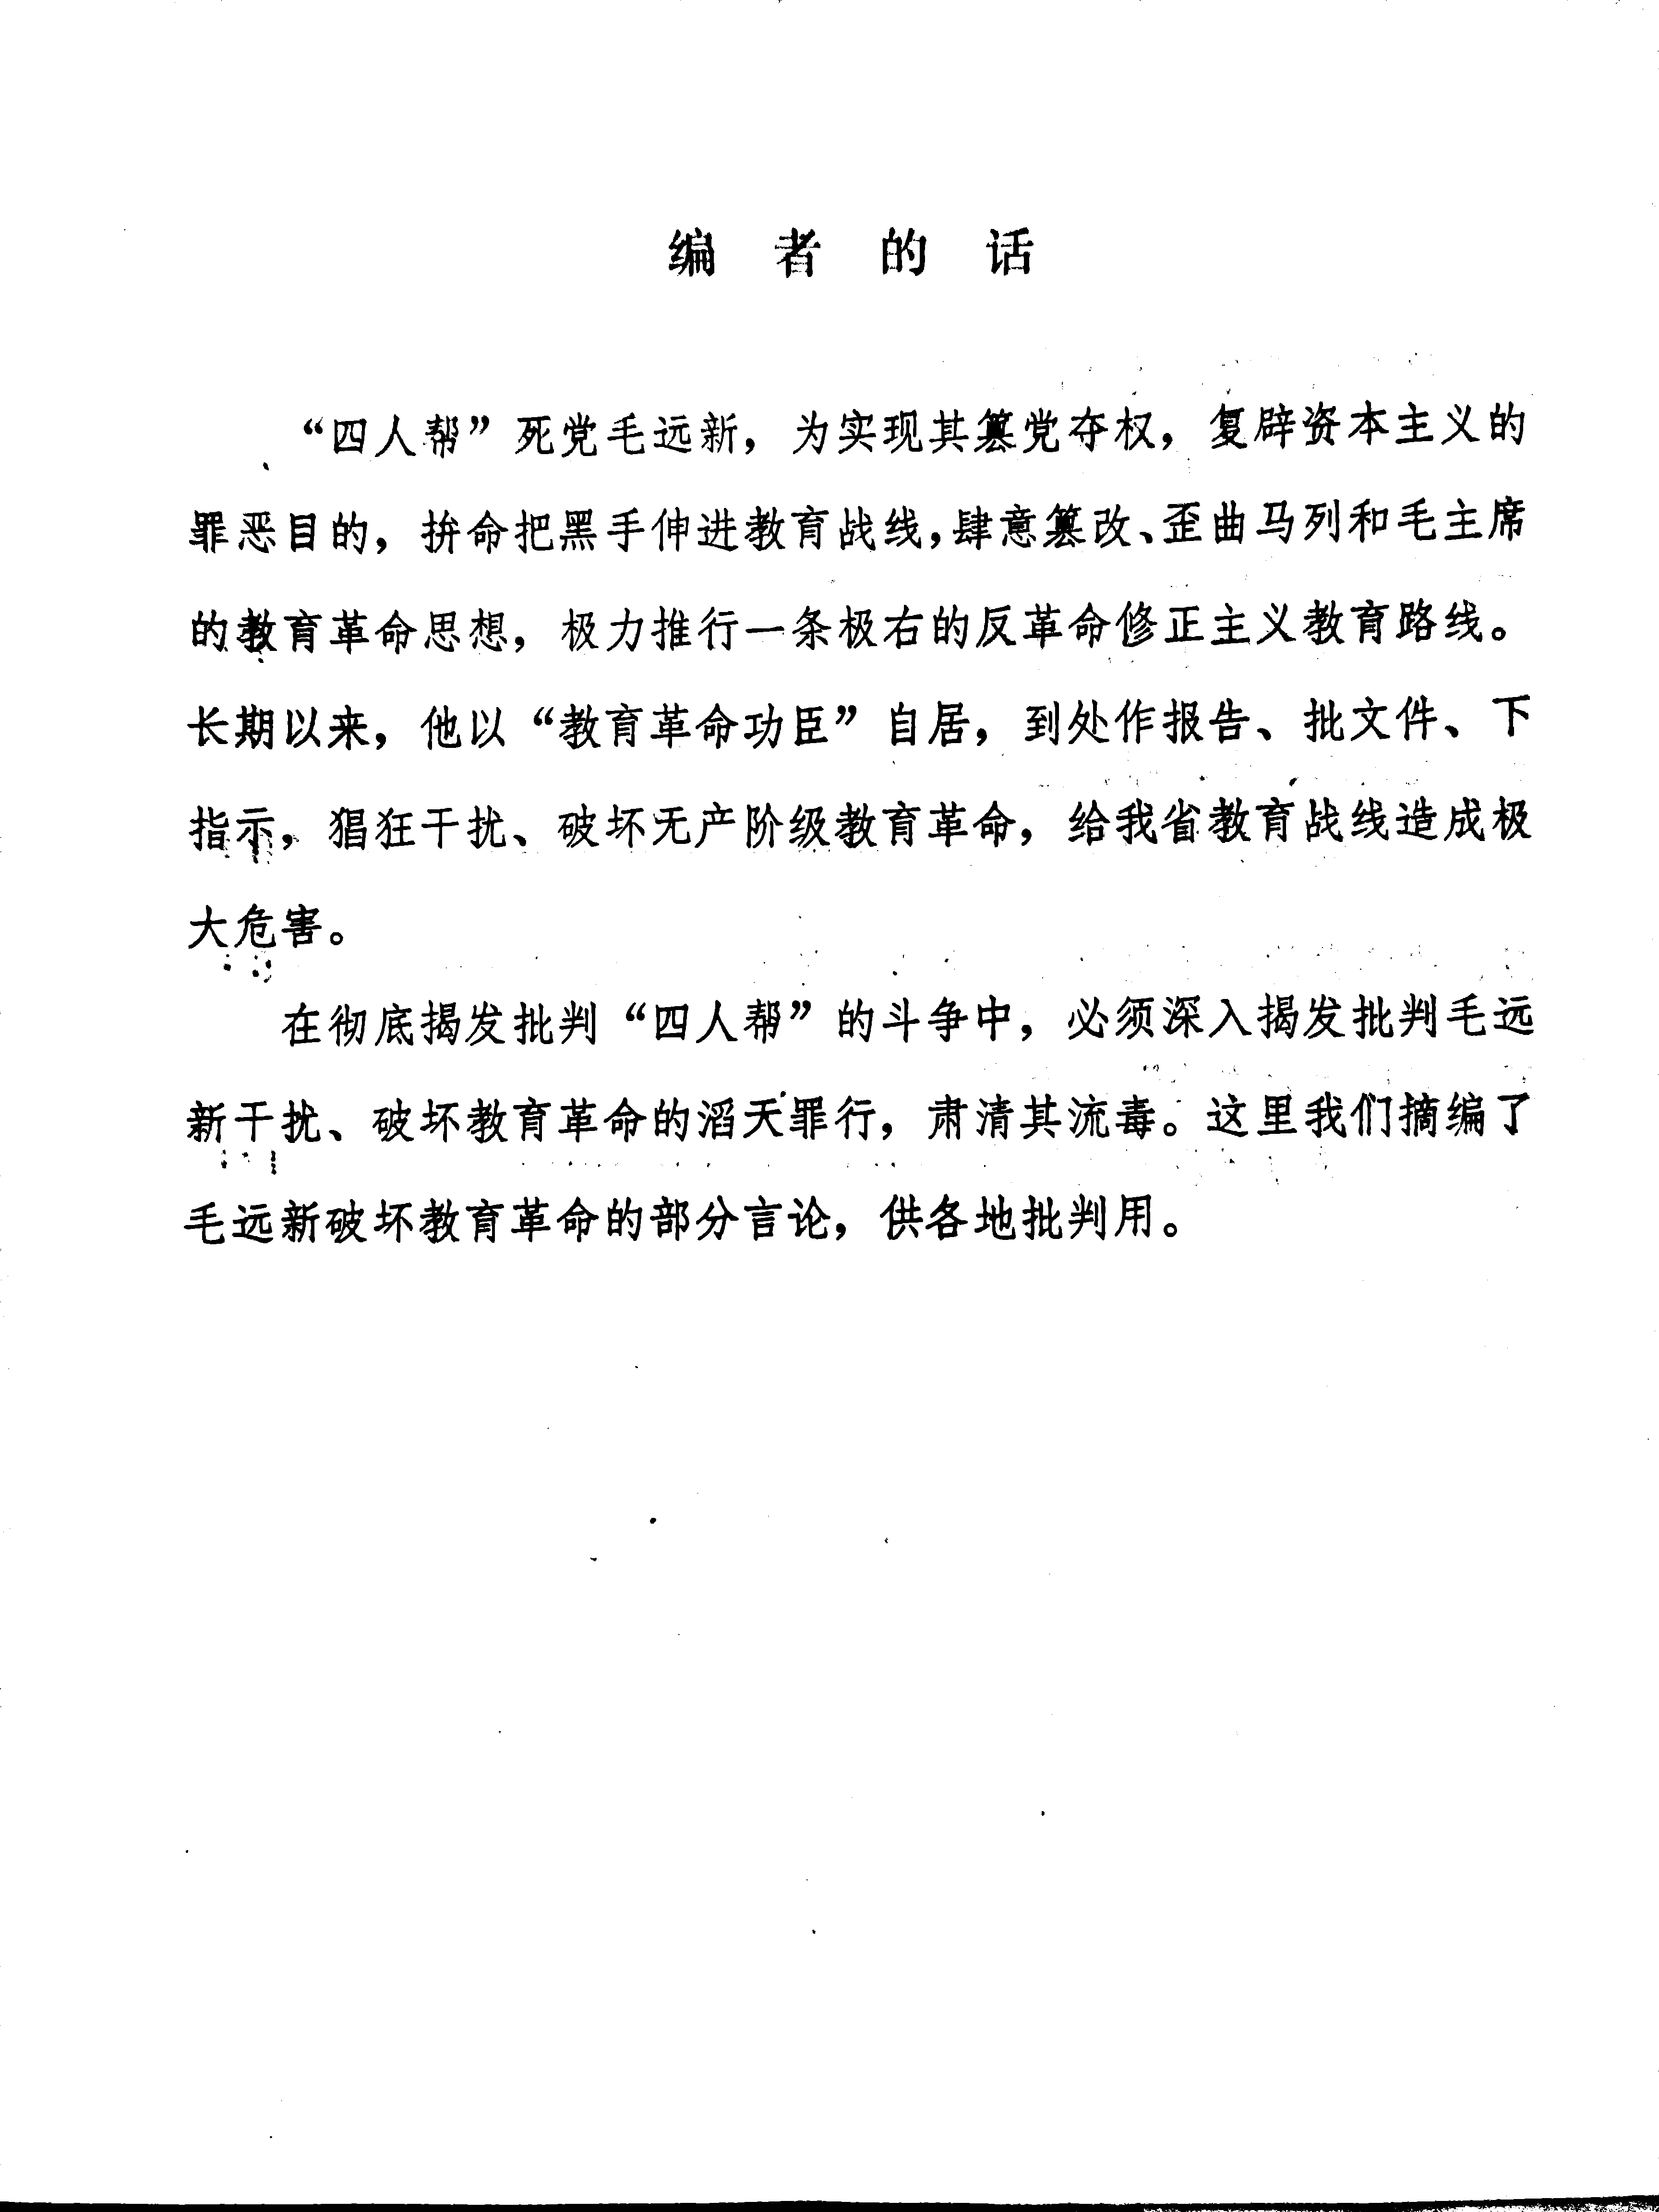 编者的话
“四人帮”死党毛远新，为实现其篡党夺权，复辟资本主义的
罪恶目的，拚命把黑手伸进教育战线，肆意篡改、歪曲马列和毛主席
的教育革命思想，极力推行一条极右的反革命修正主义教育路线。
长期以来，他以“教育革命功臣”自居，到处作报告、批文件、下
指示，猖狂干扰、破坏无产阶级教育革命，给我省教育战线造成极
大危害。
在彻底揭发批判“四人帮”的斗争中，必须深入揭发批判毛远
新干扰、破坏教育革命的滔天罪行，肃清其流毒。这里我们摘编了
毛远新破坏教育革命的部分言论，供各地批判用。